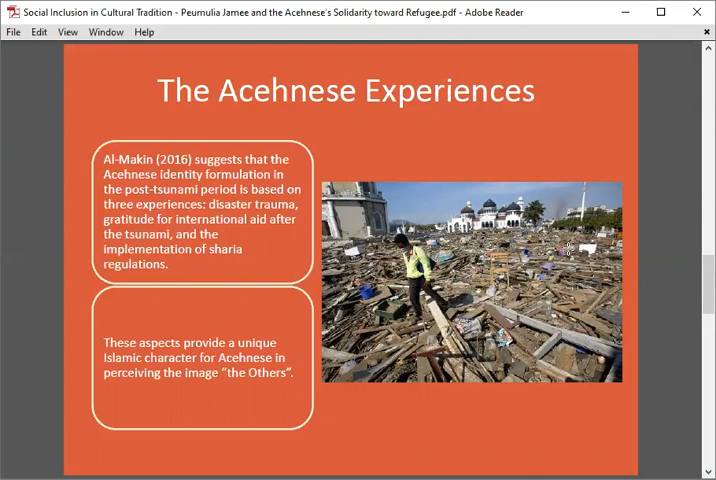 Social Inclusion in Cultural Tradition - Peumulia Jamee and the Acehnese's Solidarity toward Refugee.pdf - Adobe Reader
File Edit View Window Help
The Acehnese Experiences
Al-Makin (2016) suggests that the
Acehnese identity formulation in
the post-tsunami period is based on
three experiences: disaster trauma,
gratitude for international aid after
the tsunami, and the
implementation of sharia
regulations.
These aspects provide a unique
Islamic character for Acehnese in
perceiving the image “the Others”.